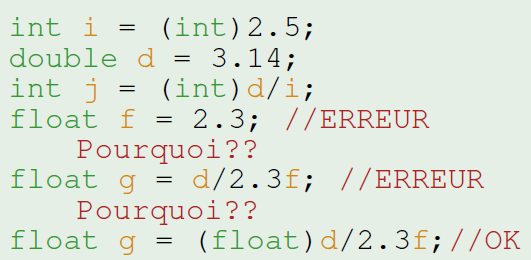 int i = (int)2.5;
double d = 3.14;
int j = (int)d/i;
float f = 2.3; //ERREUR
Pourquoi??
float g = d/2.3f; //ERREUR
Pourquoi??
float g = (float)d/2.3f;//OK